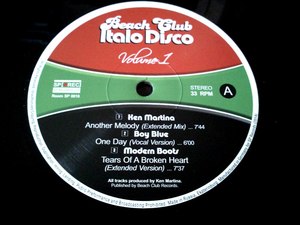 Beach Club
Italo Disco
Volume 1
SP REC
STEREO
33 RPM
A
1 Ken Martina
Another Melody (Extended Mix) ... 7'44
2 Boy Blue
One Day (Vocal Version) ... 6'00
3 Modern Boots
Tears Of A Broken Heart
(Extended Version) ... 7'37
All tracks produced by Ken Martina.
Published by Beach Club Records.